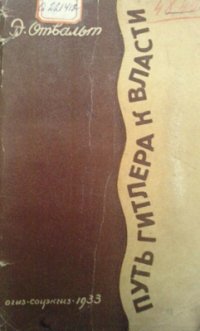 Э. Отвальт
ПУТЬ ГИТЛЕРА К ВЛАСТИ
огиз-соцэкгиз·1933